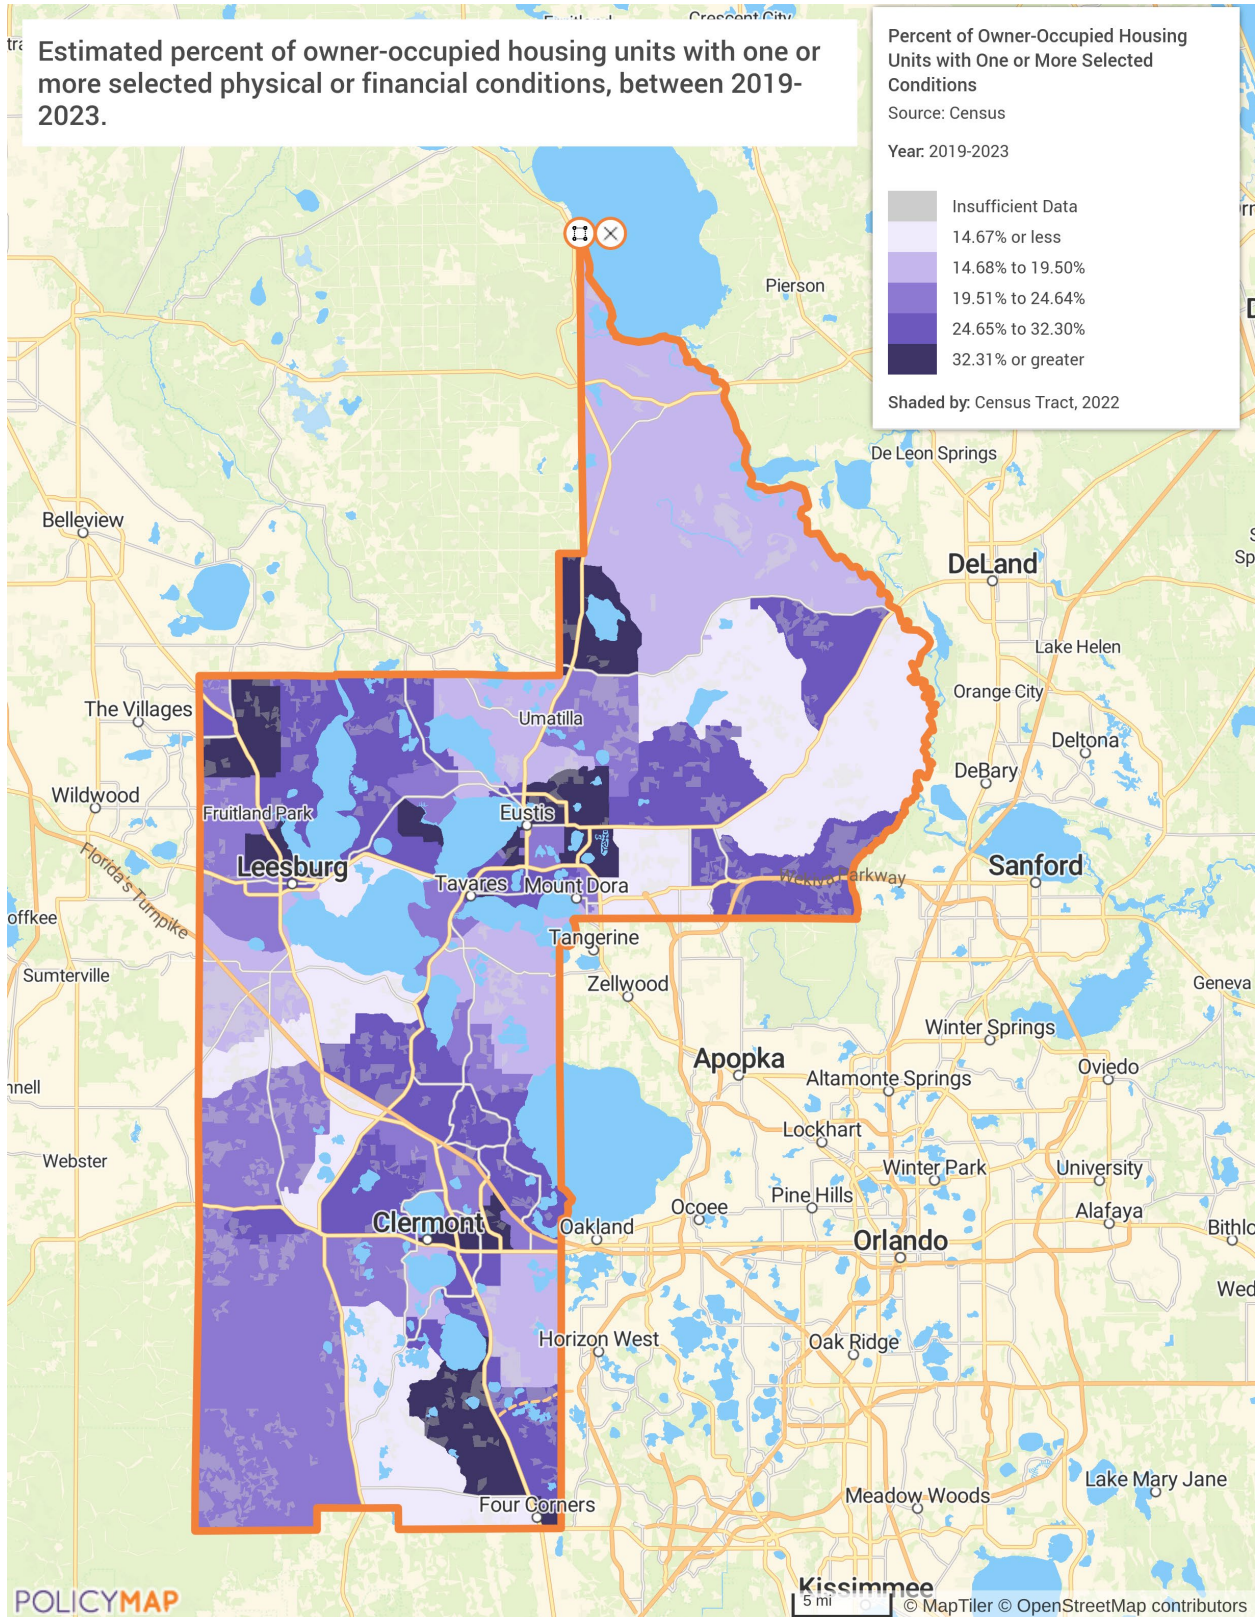 Crescent City
Estimated percent of owner-occupied housing units with one or
more selected physical or financial conditions, between 2019-
2023.
Percent of Owner-Occupied Housing
Units with One or More Selected
Conditions
Source: Census
Year: 2019-2023
Insufficient Data
14.67% or less
14.68% to 19.50%
19.51% to 24.64%
24.65% to 32.30%
32.31% or greater
Shaded by: Census Tract, 2022
Pierson
De Leon Springs
Belleview
DeLand
Lake Helen
Orange City
The Villages
Umatilla
Deltona
DeBary
Wildwood
Fruitland Park
Eustis
Florida's Turnpike
Leesburg
Sanford
Tavares
Mount Dora
Wekiva Parkway
offkee
Tangerine
Sumterville
Zellwood
Geneva
Winter Springs
Apopka
Altamonte Springs
Oviedo
nnell
Lockhart
Webster
Winter Park
University
Pine Hills
Ocoee
Alafaya
Clermont
Oakland
Bithlo
Orlando
Wed
Horizon West
Oak Ridge
Four Corners
Lake Mary Jane
Meadow Woods
Kissimmee
POLICYMAP
5 mi
© MapTiler © OpenStreetMap contributors